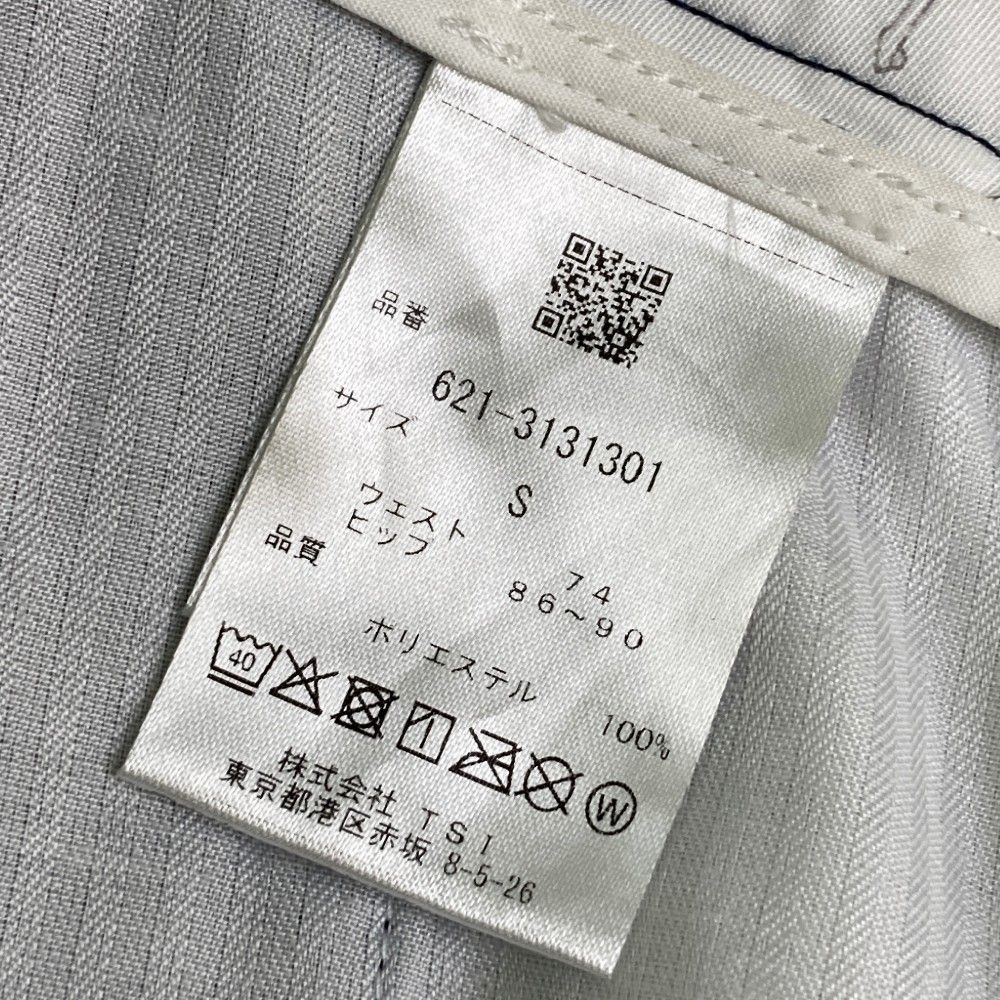 品番
621-3131301
サイズ
S
ウェスト 74
ヒップ 86~90
品質
ポリエステル 100%
40
W
株式会社 TSI
東京都港区赤坂 8-5-26